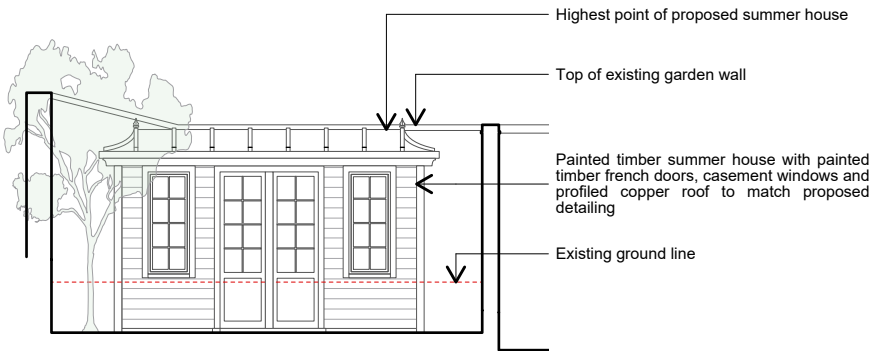 Highest point of proposed summer house
Top of existing garden wall
Painted timber summer house with painted
timber french doors, casement windows and
profiled copper roof to match proposed
detailing
Existing ground line